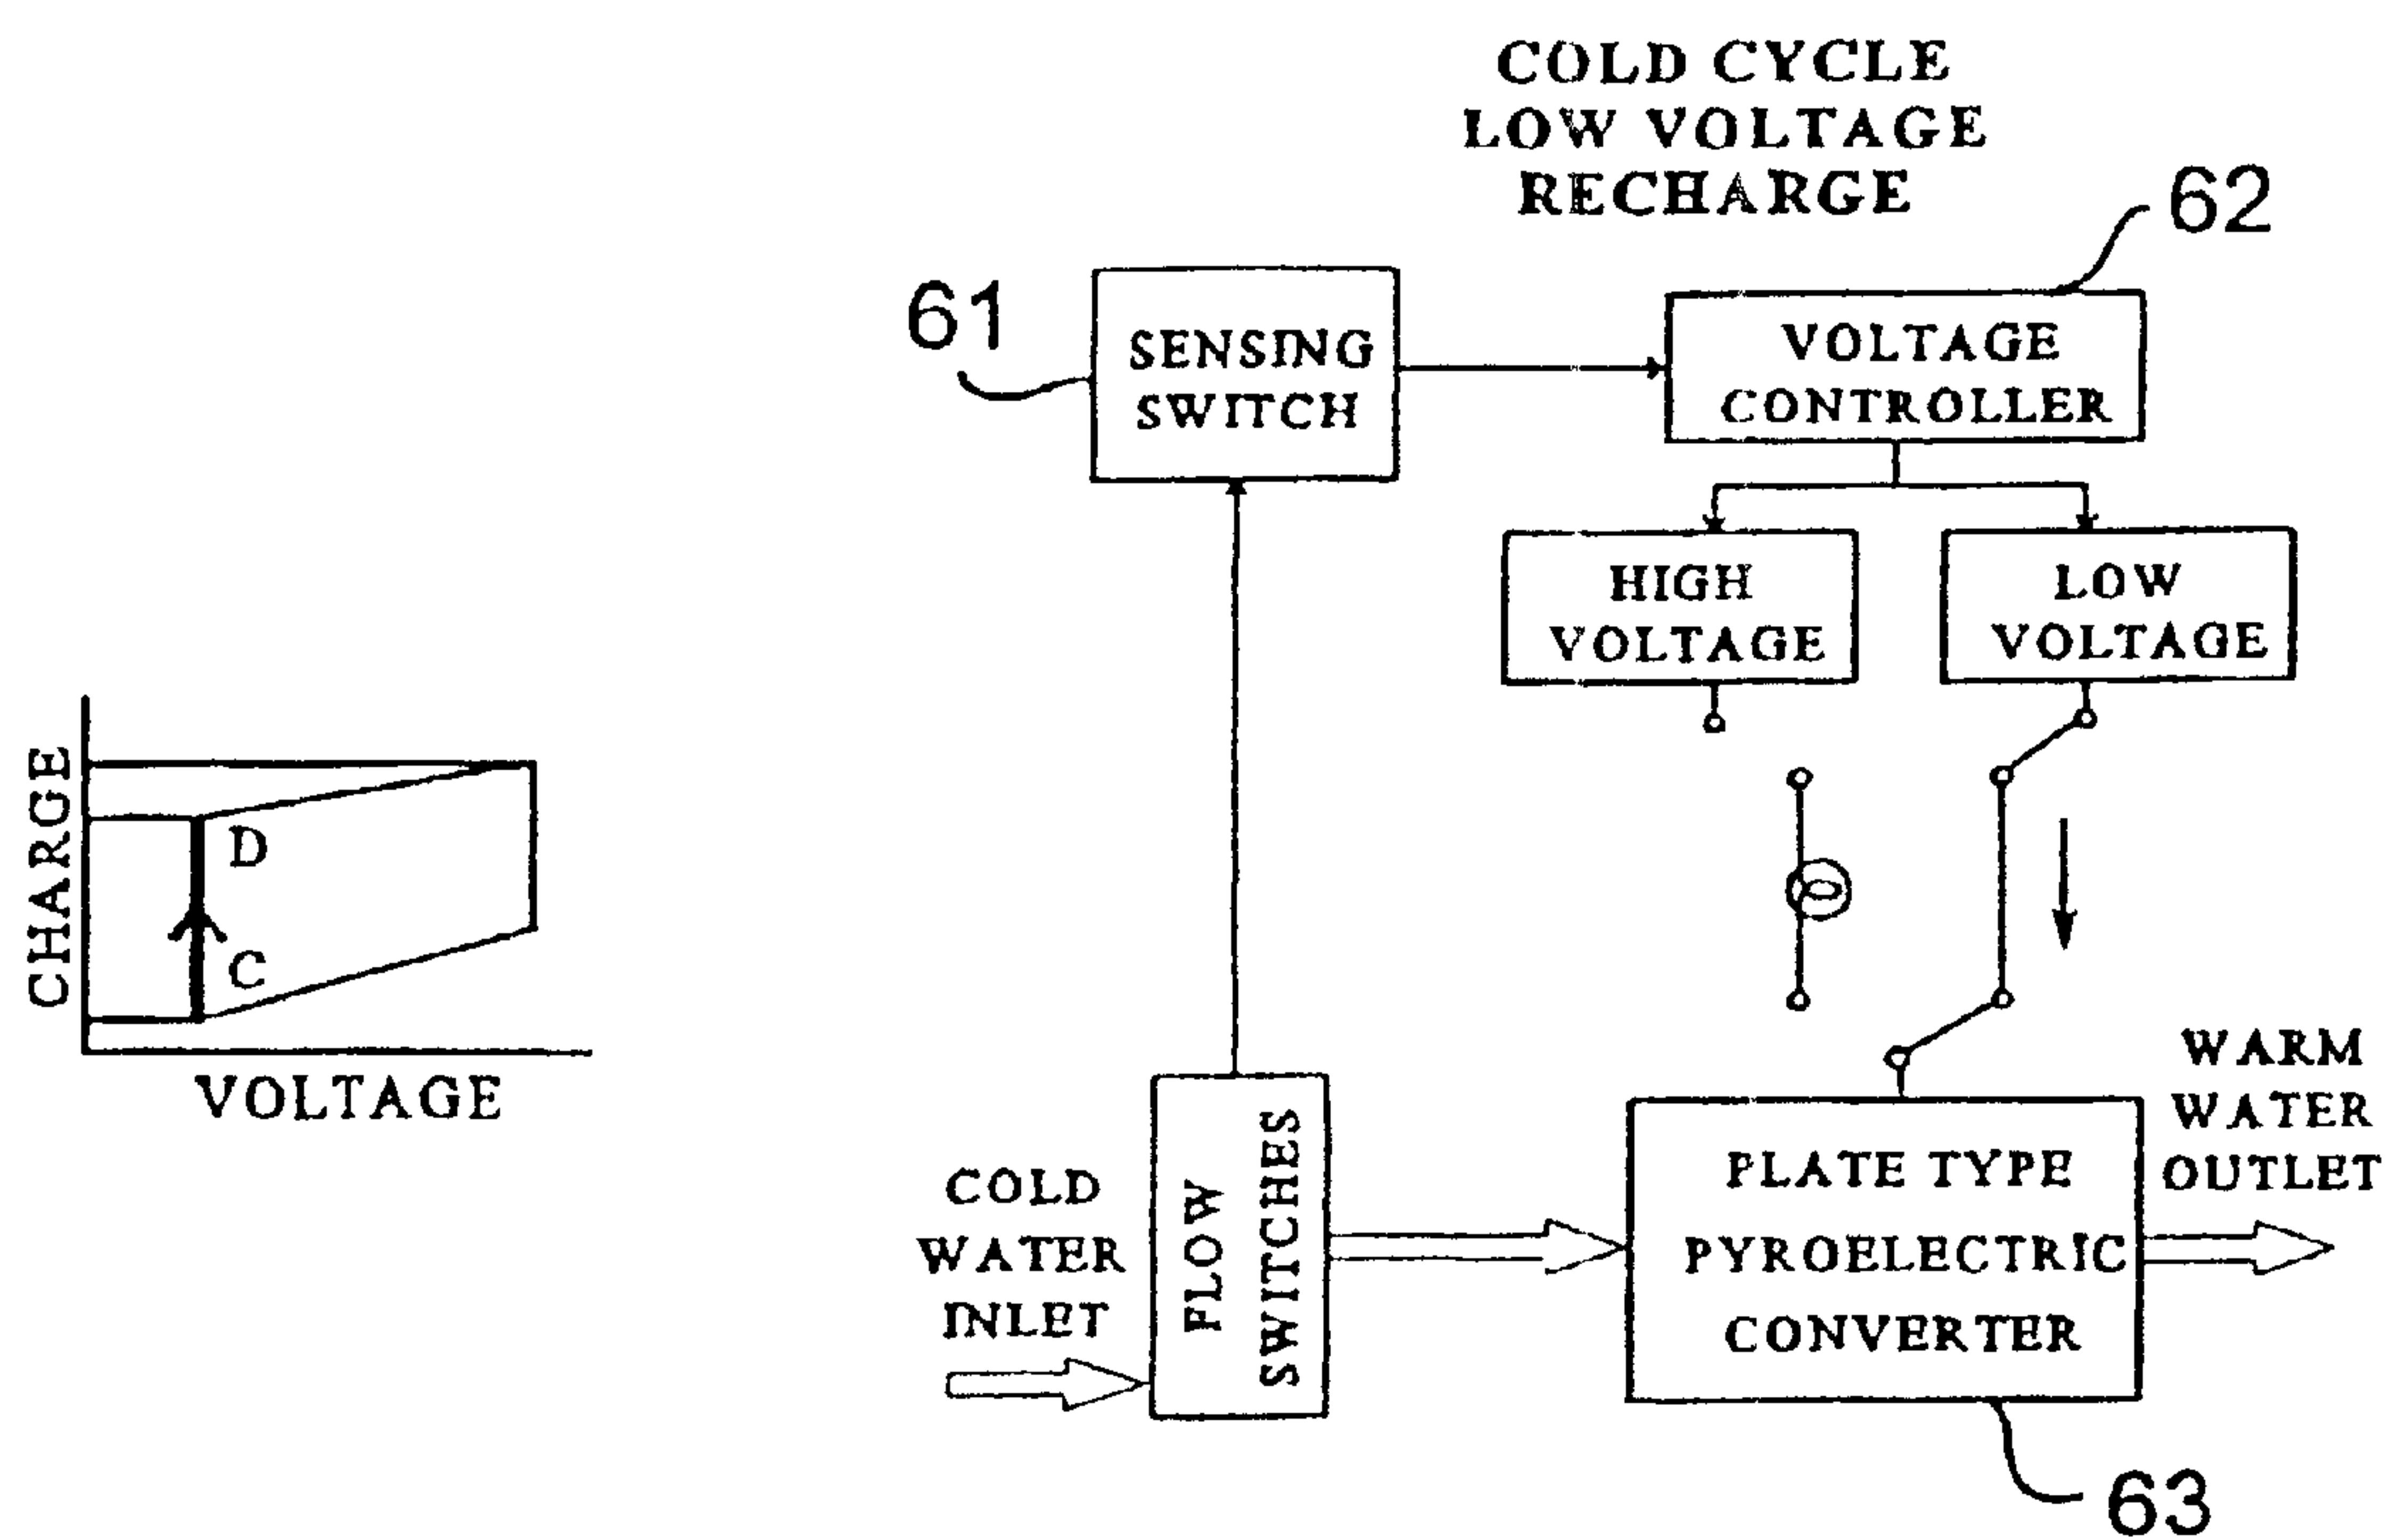 COLD CYCLE
LOW VOLTAGE
RECHARGE
62
61
SENSING
SWITCH
VOLTAGE
CONTROLLER
HIGH
VOLTAGE
LOW
VOLTAGE
CHARGE
D
C
VOLTAGE
COLD
WATER
INLET
FLOW
SWITCHES
PLATE TYPE
PYROELECTRIC
CONVERTER
WARM
WATER
OUTLET
63